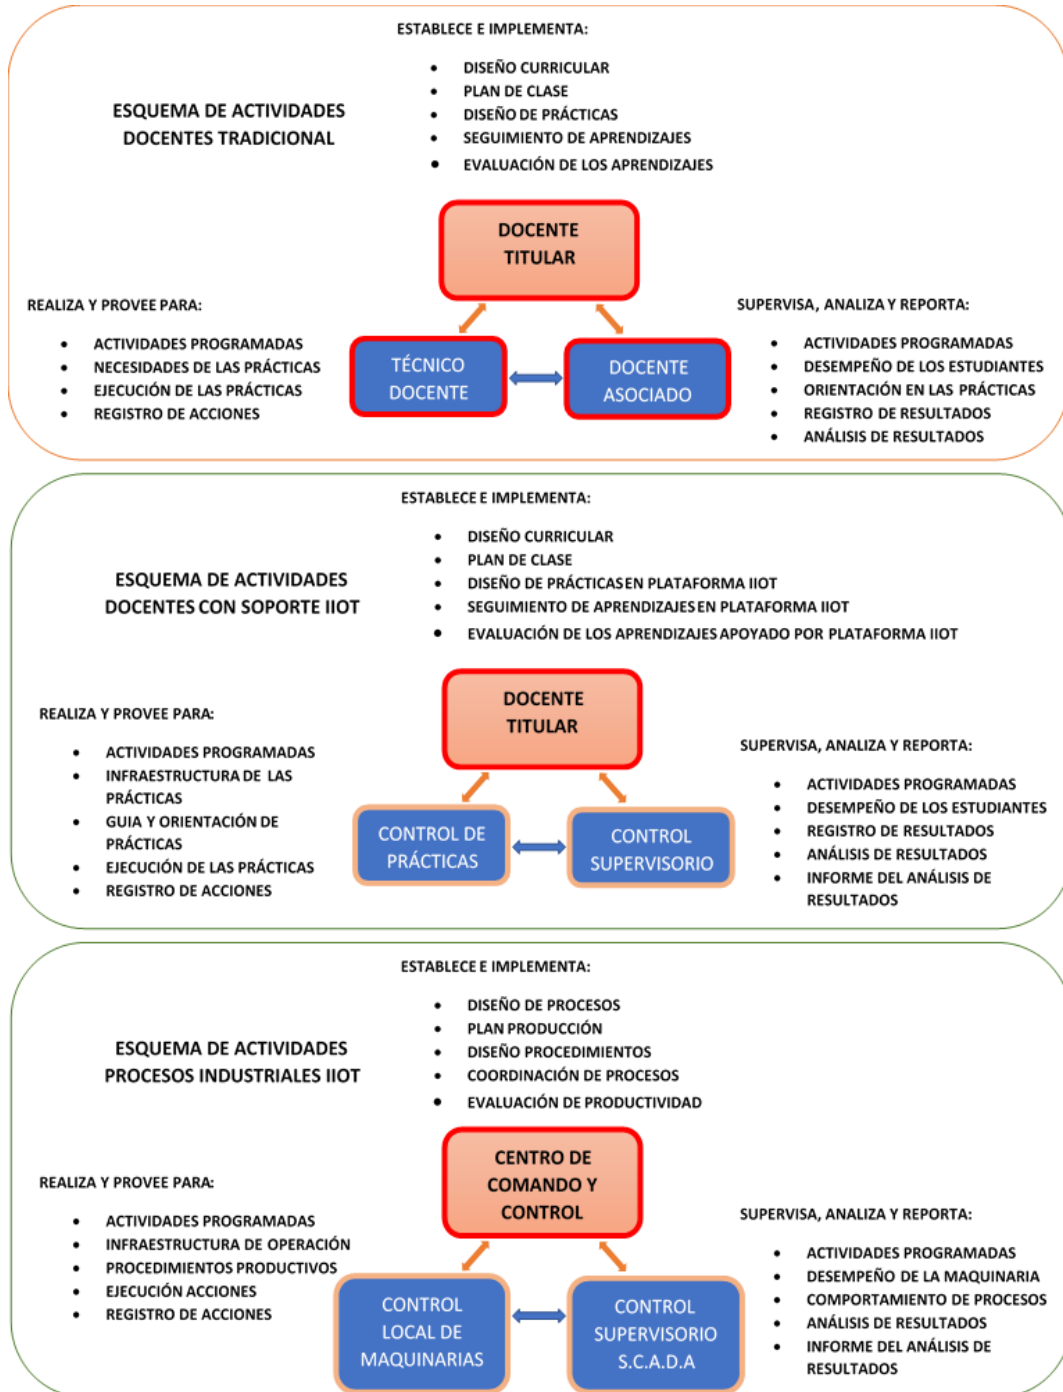 ESTABLECE E IMPLEMENTA:
• DISEÑO CURRICULAR
• PLAN DE CLASE
• DISEÑO DE PRÁCTICAS
• SEGUIMIENTO DE APRENDIZAJES
• EVALUACIÓN DE LOS APRENDIZAJES
ESQUEMA DE ACTIVIDADES
DOCENTES TRADICIONAL
DOCENTE
TITULAR
REALIZA Y PROVEE PARA:
• ACTIVIDADES PROGRAMADAS
• NECESIDADES DE LAS PRÁCTICAS
• EJECUCIÓN DE LAS PRÁCTICAS
• REGISTRO DE ACCIONES
TÉCNICO
DOCENTE
DOCENTE
ASOCIADO
SUPERVISA, ANALIZA Y REPORTA:
• ACTIVIDADES PROGRAMADAS
• DESEMPEÑO DE LOS ESTUDIANTES
• ORIENTACIÓN EN LAS PRÁCTICAS
• REGISTRO DE RESULTADOS
• ANÁLISIS DE RESULTADOS
ESTABLECE E IMPLEMENTA:
• DISEÑO CURRICULAR
• PLAN DE CLASE
• DISEÑO DE PRÁCTICAS EN PLATAFORMA IIOT
• SEGUIMIENTO DE APRENDIZAJES EN PLATAFORMA IIOT
• EVALUACIÓN DE LOS APRENDIZAJES APOYADO POR PLATAFORMA IIOT
ESQUEMA DE ACTIVIDADES
DOCENTES CON SOPORTE IIOT
DOCENTE
TITULAR
REALIZA Y PROVEE PARA:
• ACTIVIDADES PROGRAMADAS
• INFRAESTRUCTURA DE LAS
PRÁCTICAS
• GUIA Y ORIENTACIÓN DE
PRÁCTICAS
• EJECUCIÓN DE LAS PRÁCTICAS
• REGISTRO DE ACCIONES
CONTROL DE
PRÁCTICAS
CONTROL
SUPERVISORIO
SUPERVISA, ANALIZA Y REPORTA:
• ACTIVIDADES PROGRAMADAS
• DESEMPEÑO DE LOS ESTUDIANTES
• REGISTRO DE RESULTADOS
• ANÁLISIS DE RESULTADOS
• INFORME DEL ANÁLISIS DE
RESULTADOS
ESTABLECE E IMPLEMENTA:
• DISEÑO DE PROCESOS
• PLAN PRODUCCIÓN
• DISEÑO PROCEDIMIENTOS
• COORDINACIÓN DE PROCESOS
• EVALUACIÓN DE PRODUCTIVIDAD
ESQUEMA DE ACTIVIDADES
PROCESOS INDUSTRIALES IIOT
CENTRO DE
COMANDO Y
CONTROL
REALIZA Y PROVEE PARA:
• ACTIVIDADES PROGRAMADAS
• INFRAESTRUCTURA DE OPERACIÓN
• PROCEDIMIENTOS PRODUCTIVOS
• EJECUCIÓN ACCIONES
• REGISTRO DE ACCIONES
CONTROL
LOCAL DE
MAQUINARIAS
CONTROL
SUPERVISORIO
S.C.A.D.A
SUPERVISA, ANALIZA Y REPORTA:
• ACTIVIDADES PROGRAMADAS
• DESEMPEÑO DE LA MAQUINARIA
• COMPORTAMIENTO DE PROCESOS
• ANÁLISIS DE RESULTADOS
• INFORME DEL ANÁLISIS DE
RESULTADOS